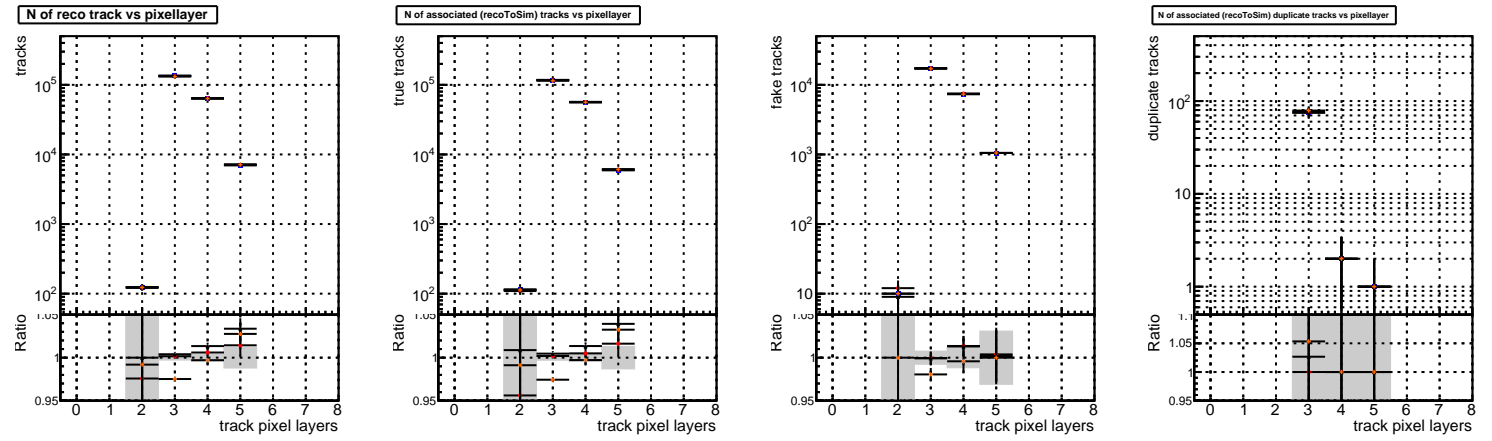 N of reco track vs pixellayer
tracks
10^5
10^4
10^3
10^2
Ratio
1.05
1
0.95
0 1 2 3 4 5 6 7 8
track pixel layers
N of associated (recoToSim) tracks vs pixellayer
true tracks
10^5
10^4
10^3
10^2
Ratio
1.05
1
0.95
0 1 2 3 4 5 6 7 8
track pixel layers
fake tracks
10^4
10^3
10^2
10
Ratio
1.05
1
0.95
0 1 2 3 4 5 6 7 8
track pixel layers
N of associated (recoToSim) duplicate tracks vs pixellayer
duplicate tracks
10^2
10
1
Ratio
1.1
1.05
1
0.95
0 1 2 3 4 5 6 7 8
track pixel layers